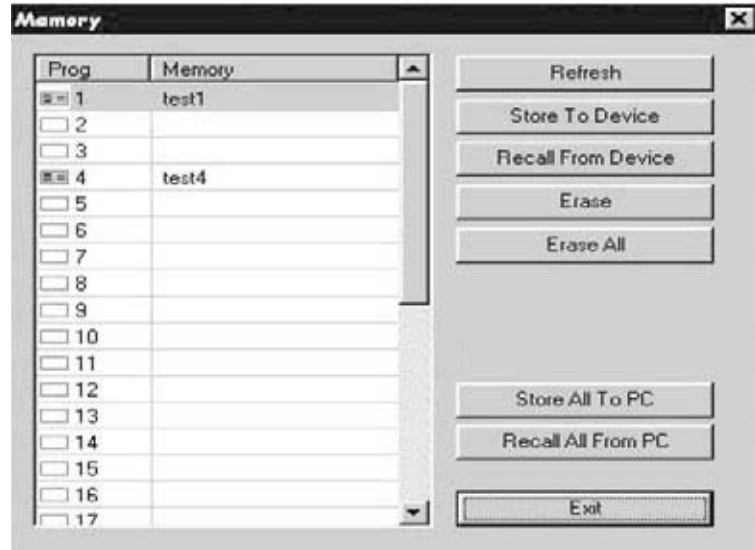 Memory
Prog Memory
1 test1
2
3
4 test4
5
6
7
8
9
10
11
12
13
14
15
16
17
Refresh
Store To Device
Recall From Device
Erase
Erase All
Store All To PC
Recall All From PC
Exit